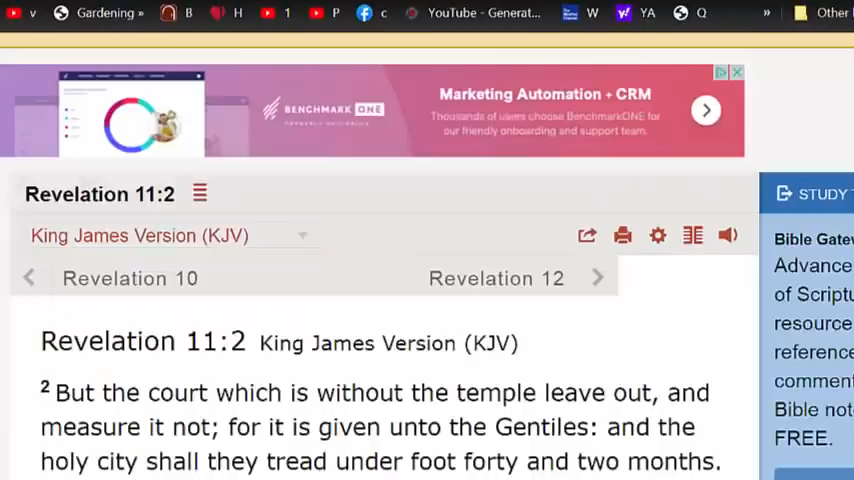 v Gardening » B H 1 P c YouTube - Generat... W YA Q » Other
BENCHMARK ONE
Marketing Automation + CRM
Thousands of users choose BenchmarkONE for
our friendly onboarding and support team.
Revelation 11:2
STUDY T
King James Version (KJV)
Bible Gatew
Advance
of Scriptu
resource
reference
comment
Bible not
FREE.
Revelation 10
Revelation 12
Revelation 11:2 King James Version (KJV)
2 But the court which is without the temple leave out, and
measure it not; for it is given unto the Gentiles: and the
holy city shall they tread under foot forty and two months.